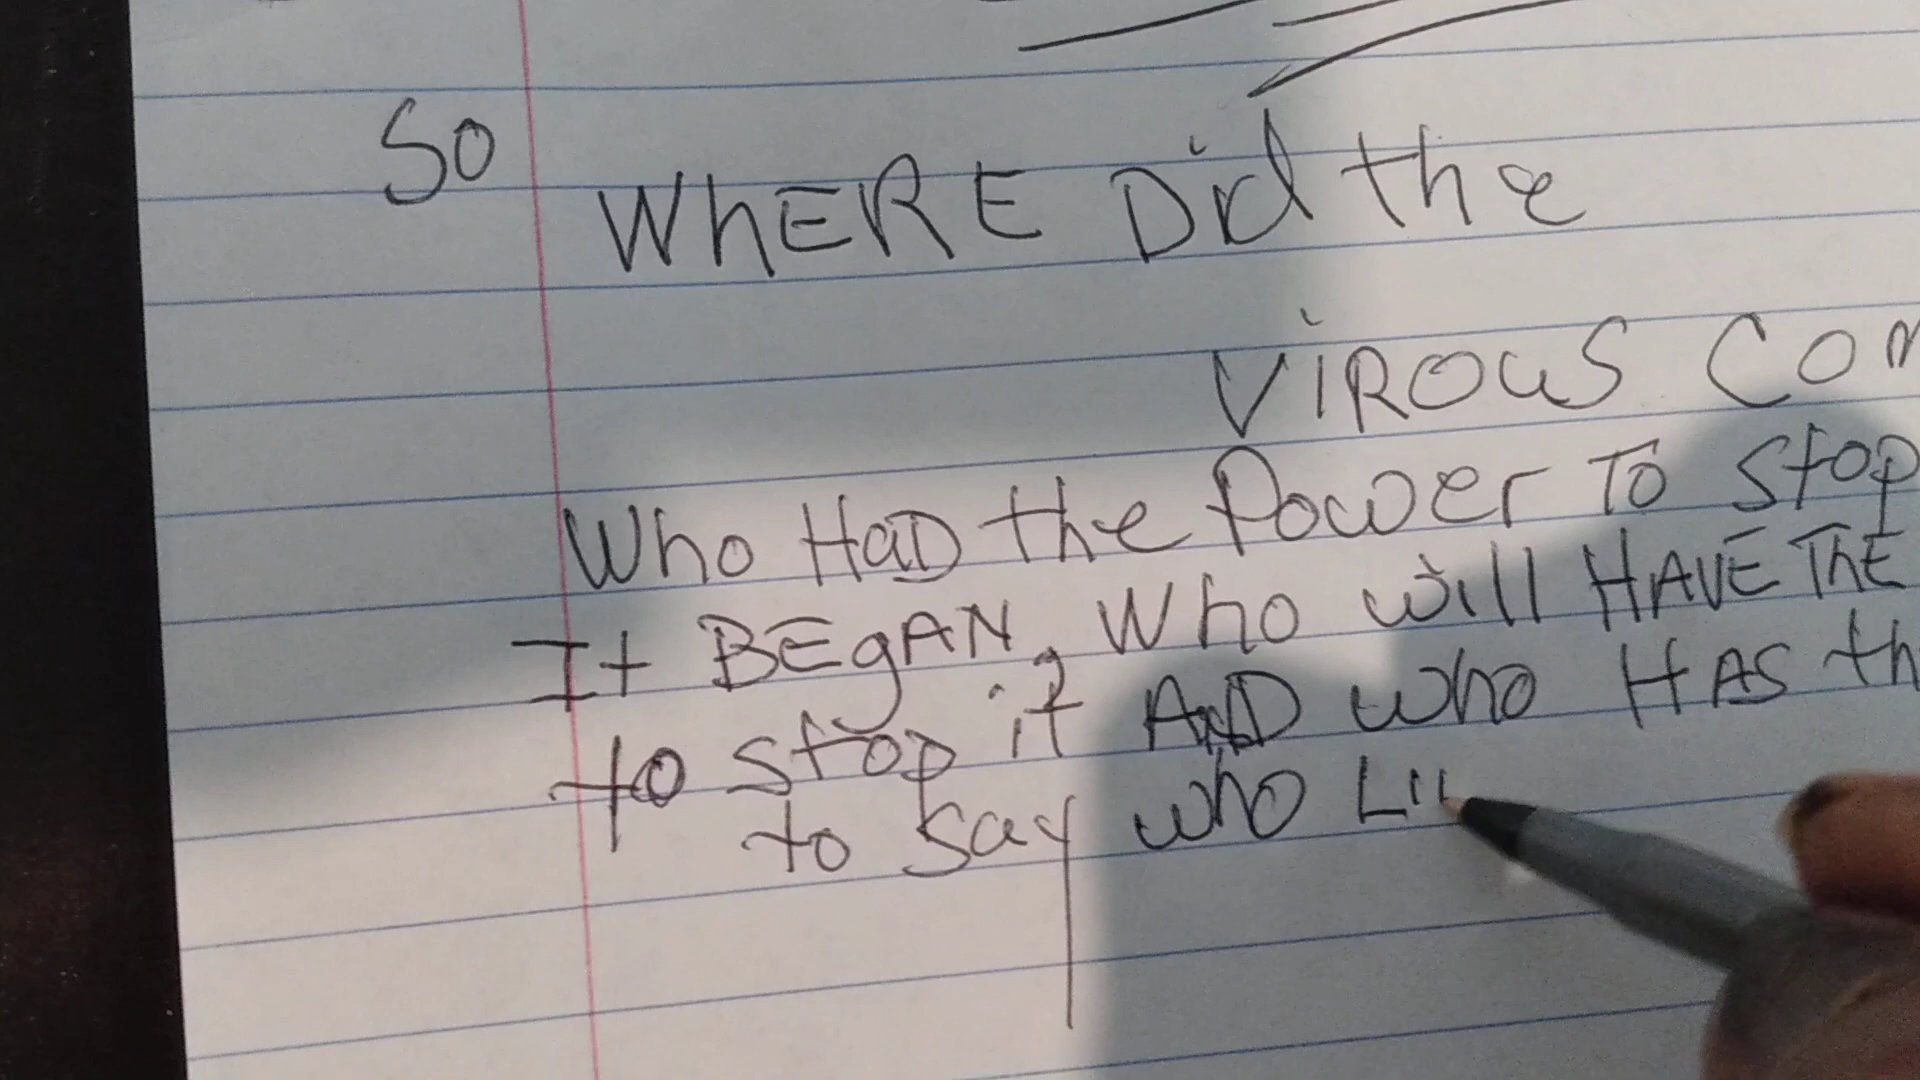 So WhERE Did the
VIROUS COM
Who HaD the Power To Stop
It BEgAN, Who will HAVE ThE
to stop it AND who HAS th
to say who LI